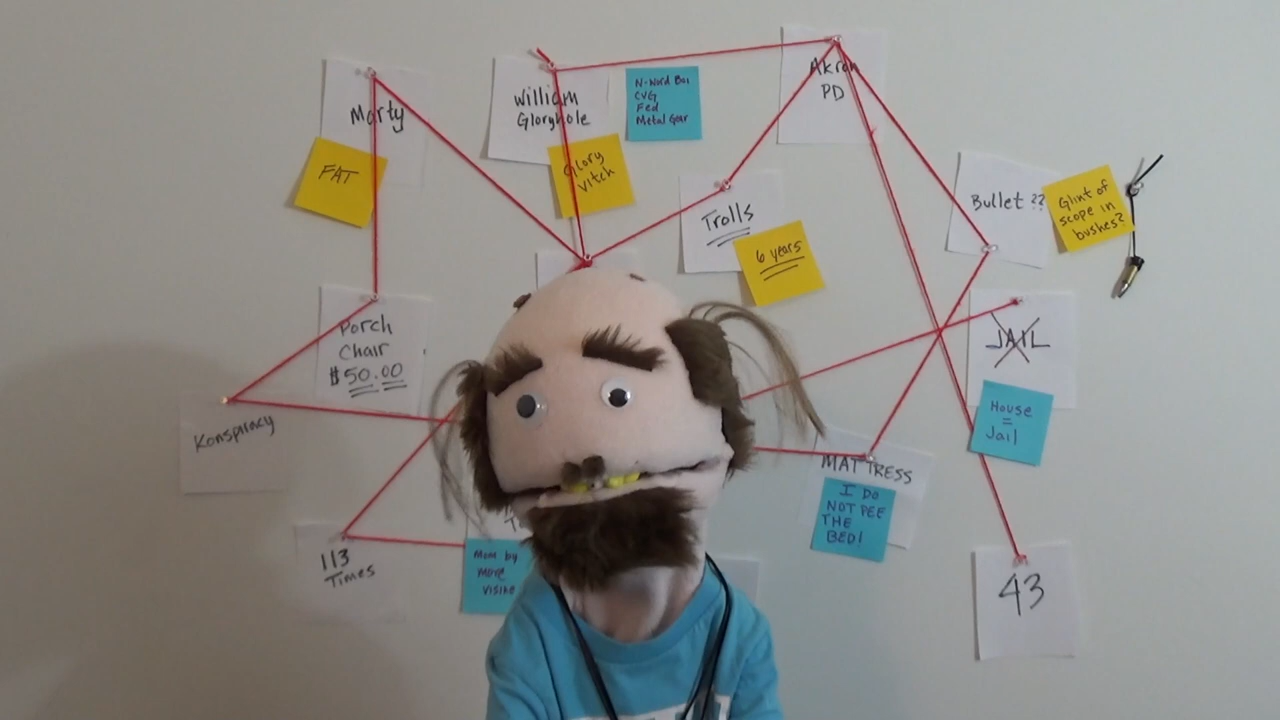 Marty
FAT
William
Gloryhole
N-Word Boi
CVG
Fed
Metal Gear
Glory
Vitch
Akron
PD
Trolls
6 years
Bullet ??
Glint of
scope in
bushes?
Porch
Chair
$50.00
JAIL
House
=
Jail
Konspiracy
MATTRESS
I DO
NOT PEE
THE
BED!
113
Times
Mom by
More
43